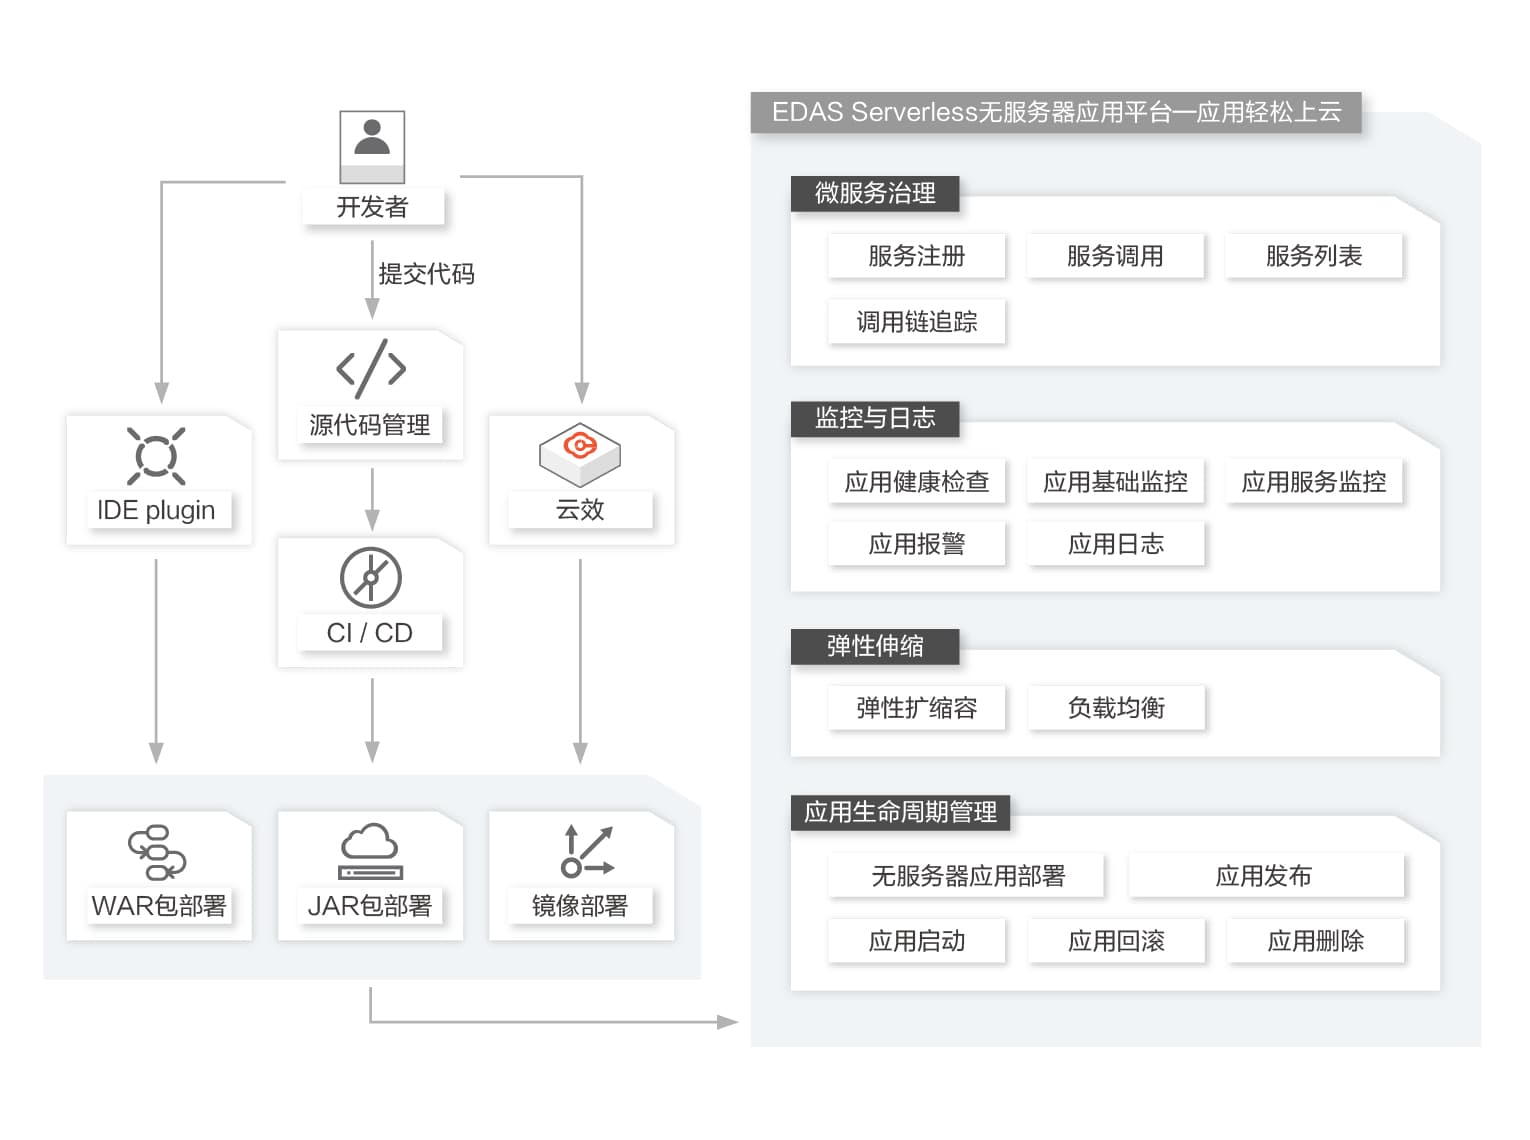 开发者
提交代码
源代码管理
IDE plugin
云效
CI / CD
WAR包部署
JAR包部署
镜像部署
EDAS Serverless无服务器应用平台—应用轻松上云
微服务治理
服务注册
服务调用
服务列表
调用链追踪
监控与日志
应用健康检查
应用基础监控
应用服务监控
应用报警
应用日志
弹性伸缩
弹性扩缩容
负载均衡
应用生命周期管理
无服务器应用部署
应用发布
应用启动
应用回滚
应用删除